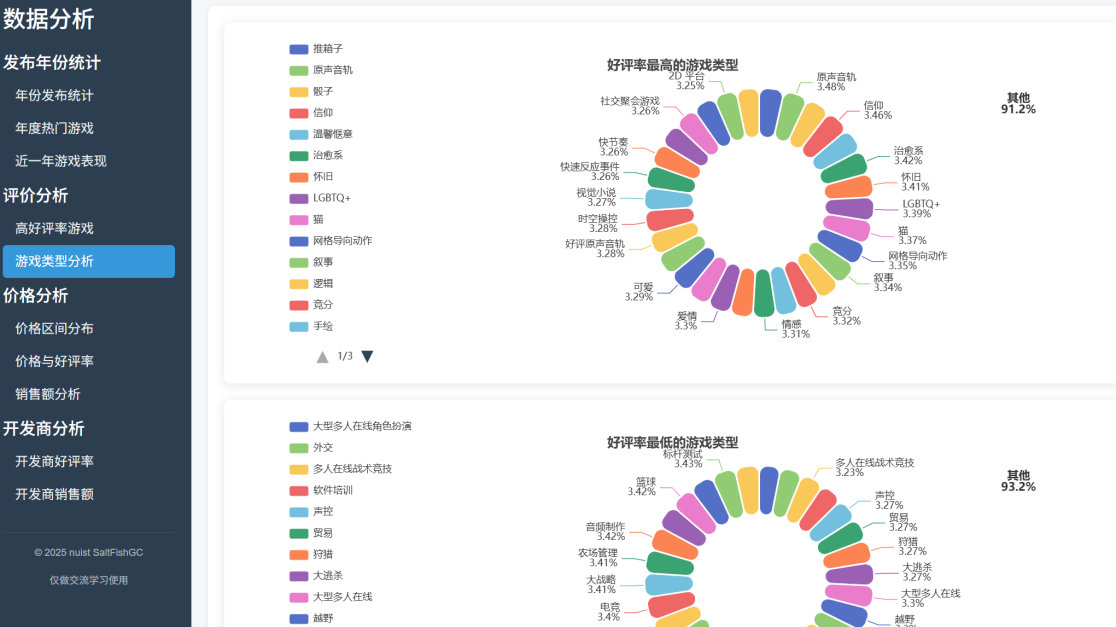 数据分析
发布年份统计
年份发布统计
年度热门游戏
近一年游戏表现
评价分析
高好评率游戏
游戏类型分析
价格分析
价格区间分布
价格与好评率
销售额分析
开发商分析
开发商好评率
开发商销售额
© 2025 nuist SaltFishGC
仅做交流学习使用
推箱子
原声音轨
骰子
信仰
温馨惬意
治愈系
怀旧
LGBTQ+
猫
网格导向动作
叙事
逻辑
竞分
手绘
1/3
好评率最高的游戏类型
2D 平台
3.25%
社交聚会游戏
3.26%
快节奏
3.26%
快速反应事件
3.26%
视觉小说
3.27%
时空操控
3.28%
好评原声音轨
3.28%
可爱
3.29%
爱情
3.3%
情感
3.31%
竞分
3.32%
叙事
3.34%
网格导向动作
3.35%
猫
3.37%
LGBTQ+
3.39%
怀旧
3.41%
治愈系
3.42%
信仰
3.46%
原声音轨
3.48%
其他
91.2%
大型多人在线角色扮演
外交
多人在线战术竞技
软件培训
声控
贸易
狩猎
大逃杀
大型多人在线
越野
好评率最低的游戏类型
标杆测试
3.43%
篮球
3.42%
音频制作
3.42%
农场管理
3.41%
大战略
3.41%
电竞
3.4%
多人在线战术竞技
3.23%
声控
3.27%
贸易
3.27%
狩猎
3.27%
大逃杀
3.27%
大型多人在线
3.3%
越野
其他
93.2%